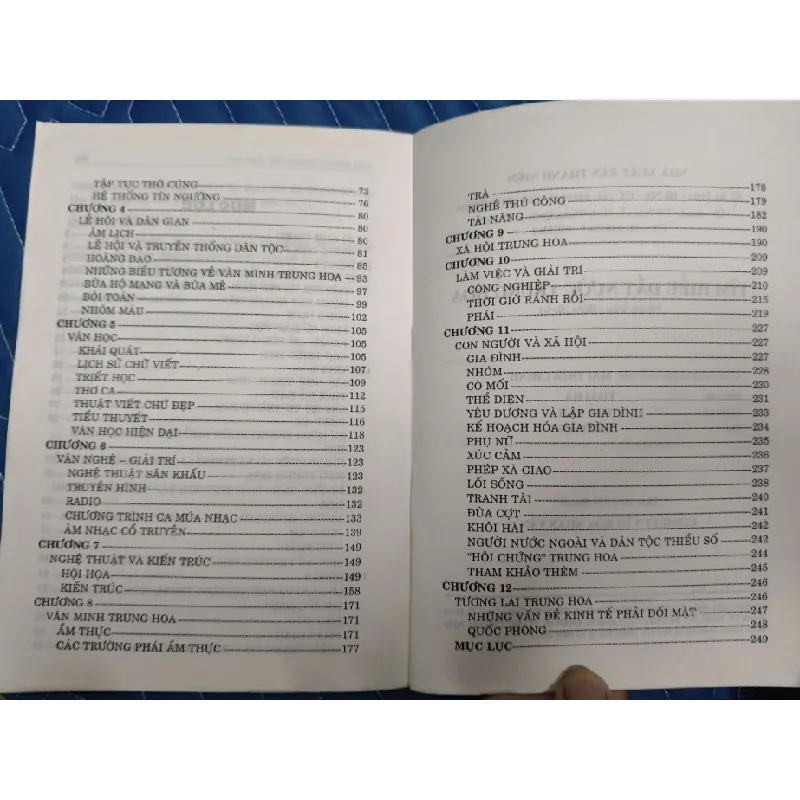 TẬP TỤC THỜ CÚNG 73
HỆ THỐNG TÍN NGƯỠNG 76
CHƯƠNG 4 80
LỄ HỘI VÀ DÂN GIAN 80
ÂM LỊCH 80
LỄ HỘI VÀ TRUYỀN THỐNG DÂN TỘC 81
HOÀNG ĐẠO 85
NHỮNG BIỂU TƯỢNG VỀ VĂN MINH TRUNG HOA 93
BÙA HỘ MẠNG VÀ BÙA MÊ 97
BÓI TOÁN 99
NHÓM MÁU 102
CHƯƠNG 5 105
VĂN HỌC 105
KHÁI QUÁT 105
LỊCH SỬ CHỮ VIẾT 107
TRIẾT HỌC 109
THƠ CA 112
THUẬT VIẾT CHỮ ĐẸP 115
TIỂU THUYẾT 116
VĂN HỌC HIỆN ĐẠI 118
CHƯƠNG 6 123
VĂN NGHỆ – GIẢI TRÍ 123
NGHỆ THUẬT SÂN KHẤU 123
TRUYỀN HÌNH 132
RADIO 132
CHƯƠNG TRÌNH CA MÚA NHẠC 133
ÂM NHẠC CỔ TRUYỀN 139
CHƯƠNG 7 149
NGHỆ THUẬT VÀ KIẾN TRÚC 149
HỘI HỌA 149
KIẾN TRÚC 158
CHƯƠNG 8 171
VĂN MINH TRUNG HOA 171
ẨM THỰC 171
CÁC TRƯỜNG PHÁI ẨM THỰC 177
TRÀ 178
NGHỀ THỦ CÔNG 179
TÀI NĂNG 182
CHƯƠNG 9 190
XÃ HỘI TRUNG HOA 190
CHƯƠNG 10 209
LÀM VIỆC VÀ GIẢI TRÍ 209
CÔNG NGHIỆP 210
THỜI GIỜ RẢNH RỖI 215
PHÁI 219
CHƯƠNG 11 227
CON NGƯỜI VÀ XÃ HỘI 227
GIA ĐÌNH 227
NHÓM 228
CÒ MỒI 230
THỂ DIỆN 231
YÊU ĐƯƠNG VÀ LẬP GIA ĐÌNH 233
KẾ HOẠCH HÓA GIA ĐÌNH 234
PHỤ NỮ 235
XÚC CẢM 236
PHÉP XÃ GIAO 237
LỐI SỐNG 238
TRANH TÀI 240
ĐÙA CỢT 241
KHÔI HÀI 242
NGƯỜI NƯỚC NGOÀI VÀ DÂN TỘC THIỂU SỐ 242
"HỘI CHỨNG" TRUNG HOA 244
THAM KHẢO THÊM 245
CHƯƠNG 12 246
TƯƠNG LAI TRUNG HOA 246
NHỮNG VẤN ĐỀ KINH TẾ PHẢI ĐỐI MẶT 247
QUỐC PHÒNG 248
MỤC LỤC 249